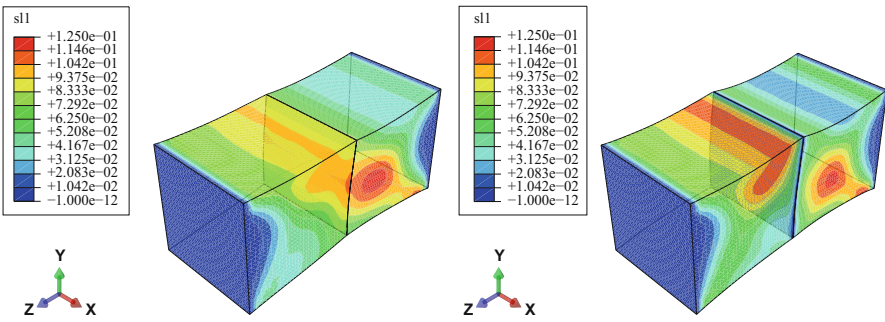 sl1
+1.250e−01
+1.146e−01
+1.042e−01
+9.375e−02
+8.333e−02
+7.292e−02
+6.250e−02
+5.208e−02
+4.167e−02
+3.125e−02
+2.083e−02
+1.042e−02
−1.000e−12
Y
Z
X
sl1
+1.250e−01
+1.146e−01
+1.042e−01
+9.375e−02
+8.333e−02
+7.292e−02
+6.250e−02
+5.208e−02
+4.167e−02
+3.125e−02
+2.083e−02
+1.042e−02
−1.000e−12
Y
Z
X